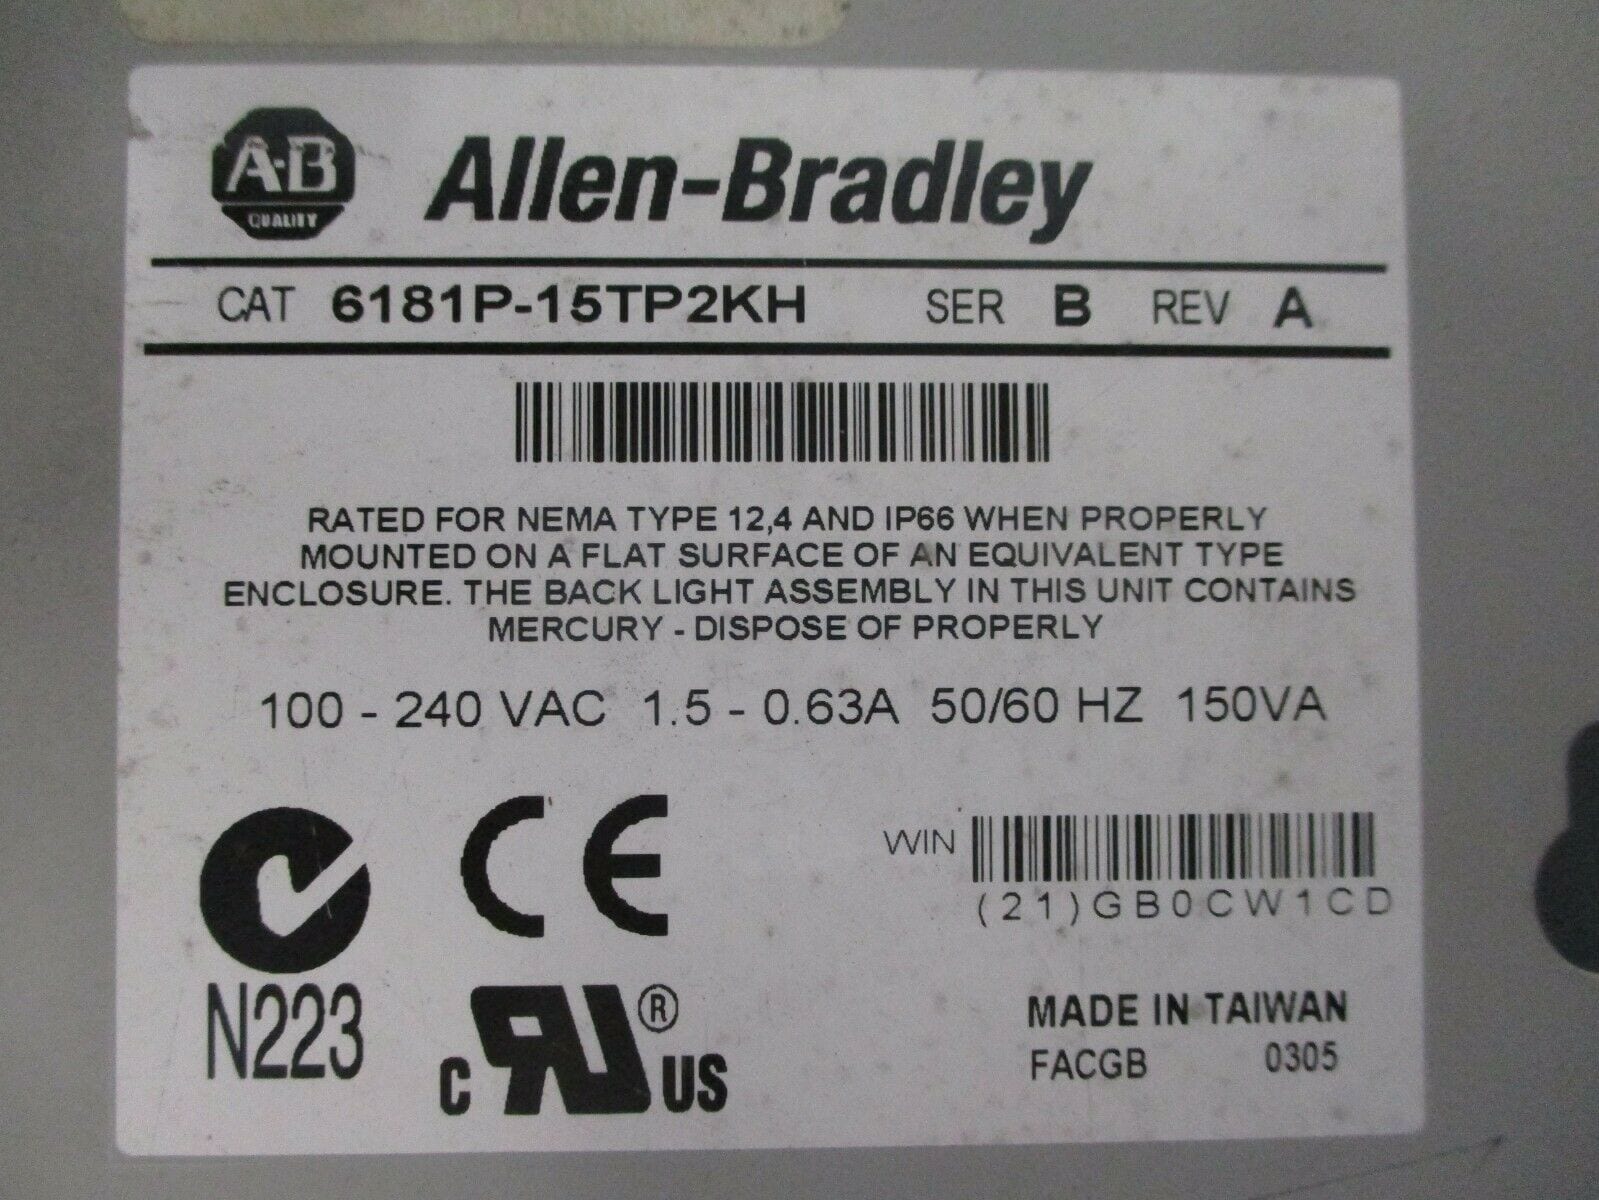 A-B
QUALITY
Allen-Bradley
CAT 6181P-15TP2KH SER B REV A
RATED FOR NEMA TYPE 12,4 AND IP66 WHEN PROPERLY
MOUNTED ON A FLAT SURFACE OF AN EQUIVALENT TYPE
ENCLOSURE. THE BACK LIGHT ASSEMBLY IN THIS UNIT CONTAINS
MERCURY - DISPOSE OF PROPERLY
100 - 240 VAC 1.5 - 0.63A 50/60 HZ 150VA
CE
WIN
(21)GB0CW1CD
N223
C RU ® US
MADE IN TAIWAN
FACGB 0305